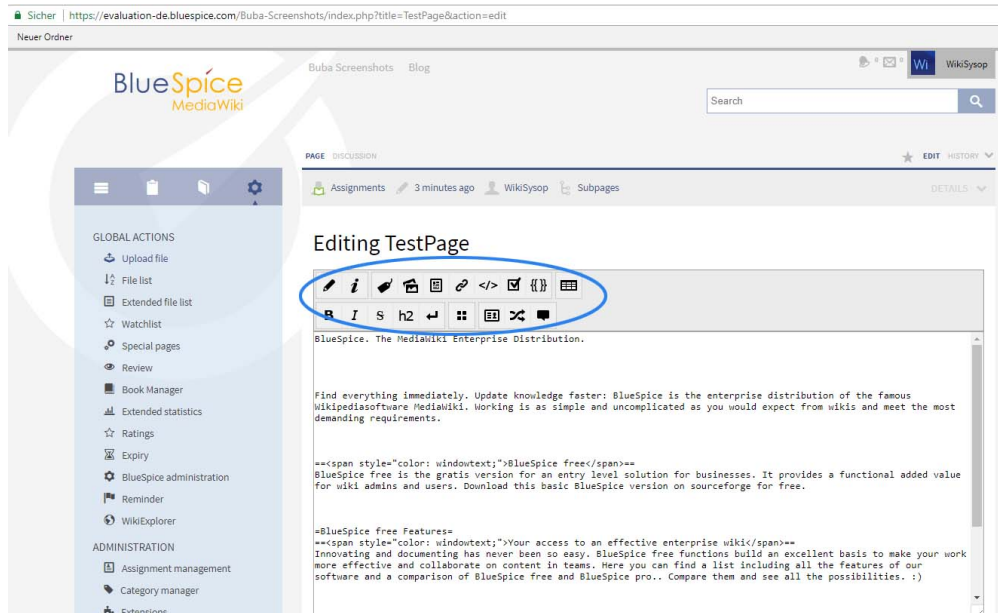 Sicher | https://evaluation-de.bluespice.com/Buba-Screenshots/index.php?title=TestPage&action=edit
Neuer Ordner
BlueSpice
MediaWiki
Buba Screenshots Blog
0 0 Wi WikiSysop
Search
PAGE DISCUSSION
EDIT HISTORY
Assignments 3 minutes ago WikiSysop Subpages
DETAILS
GLOBAL ACTIONS
Upload file
File list
Extended file list
Watchlist
Special pages
Review
Book Manager
Extended statistics
Ratings
Expiry
BlueSpice administration
Reminder
WikiExplorer
ADMINISTRATION
Assignment management
Category manager
Extensions
Editing TestPage
i </> {{}}
B I S h2
BlueSpice. The MediaWiki Enterprise Distribution.
Find everything immediately. Update knowledge faster: BlueSpice is the enterprise distribution of the famous
Wikipediasoftware MediaWiki. Working is as simple and uncomplicated as you would expect from wikis and meet the most
demanding requirements.
==<span style="color: windowtext;">BlueSpice free</span>==
BlueSpice free is the gratis version for an entry level solution for businesses. It provides a functional added value
for wiki admins and users. Download this basic BlueSpice version on sourceforge for free.
=BlueSpice free Features=
==<span style="color: windowtext;">Your access to an effective enterprise wiki</span>==
Innovating and documenting has never been so easy. BlueSpice free functions build an excellent basis to make your work
more effective and collaborate on content in teams. Here you can find a list including all the features of our
software and a comparison of BlueSpice free and BlueSpice pro.. Compare them and see all the possibilities. :)